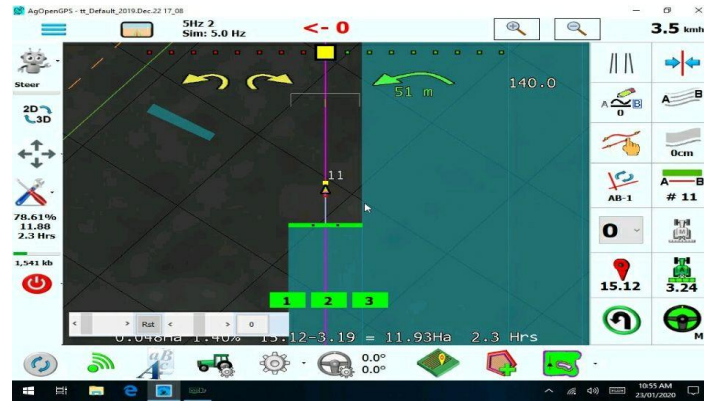 AgOpenGPS - tt_Default_2019.Dec.22 17_08
5Hz 2
Sim: 5.0 Hz
<- 0
3.5 kmh
Steer
2D
3D
78.61%
11.88
2.3 Hrs
1,541 kb
51 m
140.0
11
1 2 3
< > Rst < > 0
0.048Ha 1.40% 15.12-3.19 = 11.93Ha 2.3 Hrs
A B
0
A B
0cm
AB-1
A B
# 11
0
M
15.12
3.24
M
aB
Ab
0.0°
0.0°
10:55 AM
23/01/2020